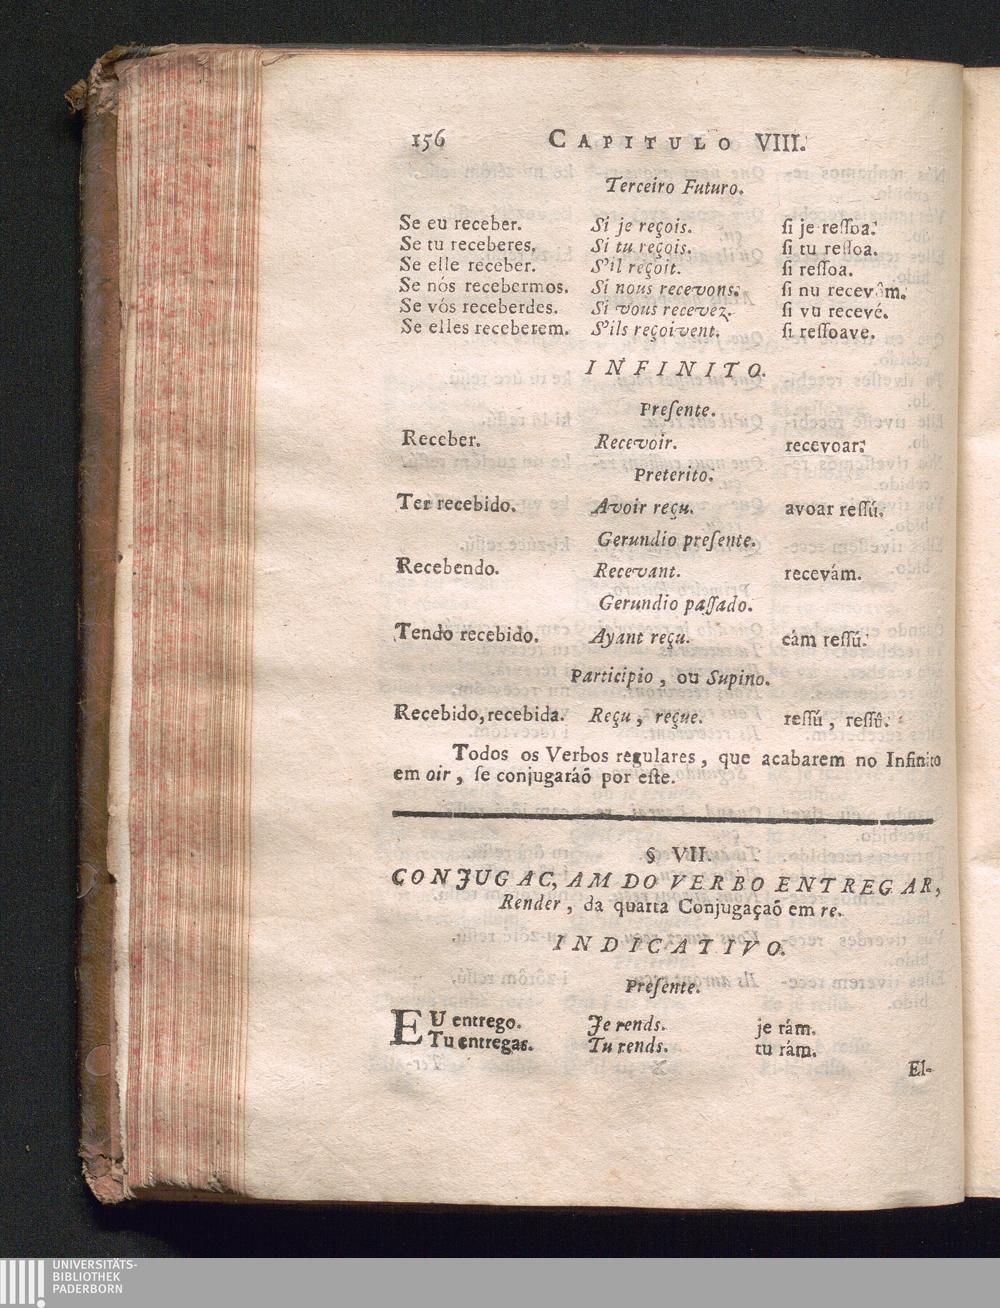 156 CAPITULO VIII.
Terceiro Futuro.
Se eu receber. Si je reçois. ſi je reſſoa.
Se tu receberes. Si tu reçois. ſi tu reſſoa.
Se elle receber. S'il reçoit. ſi reſſoa.
Se nós recebermos. Si nous recevons. ſi nu recevâm.
Se vós receberdes. Si vous recevez. ſi vu recevé.
Se elles receberem. S'ils reçoivent. ſi reſſoave.
INFINITO.
Preſente.
Receber. Recevoir. recevoar.
Preterito.
Ter recebido. Avoir reçu. avoar reſſú.
Gerundio preſente.
Recebendo. Recevant. recevám.
Gerundio paſſado.
Tendo recebido. Ayant reçu. eám reſſú.
Participio, ou Supino.
Recebido, recebida. Reçu, reçue. reſſú, reſſû.
Todos os Verbos regulares, que acabarem no Infinito
em oir, ſe conjugaráõ por eſte.
§ VII.
CONJUGAC,AM DO VERBO ENTREGAR,
Render, da quarta Conjugaçaõ em re.
INDICATIVO.
Preſente.
EU entrego. Je rends. je rám.
Tu entregas. Tu rends. tu rám.
El-
UNIVERSITÄTS-
BIBLIOTHEK
PADERBORN